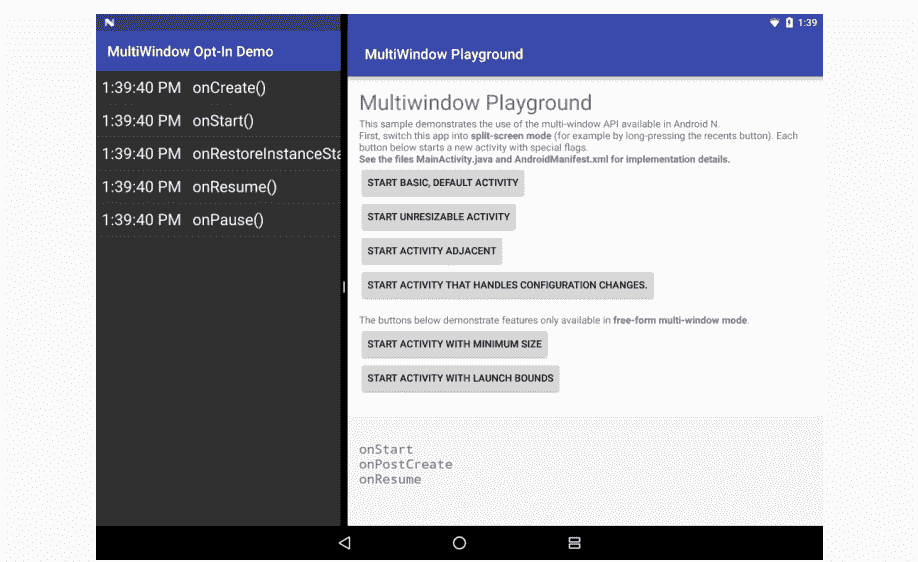 N
1:39
MultiWindow Opt-In Demo
1:39:40 PM onCreate()
1:39:40 PM onStart()
1:39:40 PM onRestoreInstanceSta
1:39:40 PM onResume()
1:39:40 PM onPause()
MultiWindow Playground
Multiwindow Playground
This sample demonstrates the use of the multi-window API available in Android N.
First, switch this app into split-screen mode (for example by long-pressing the recents button). Each
button below starts a new activity with special flags.
See the files MainActivity.java and AndroidManifest.xml for implementation details.
START BASIC, DEFAULT ACTIVITY
START UNRESIZABLE ACTIVITY
START ACTIVITY ADJACENT
START ACTIVITY THAT HANDLES CONFIGURATION CHANGES.
The buttons below demonstrate features only available in free-form multi-window mode.
START ACTIVITY WITH MINIMUM SIZE
START ACTIVITY WITH LAUNCH BOUNDS
onStart
onPostCreate
onResume